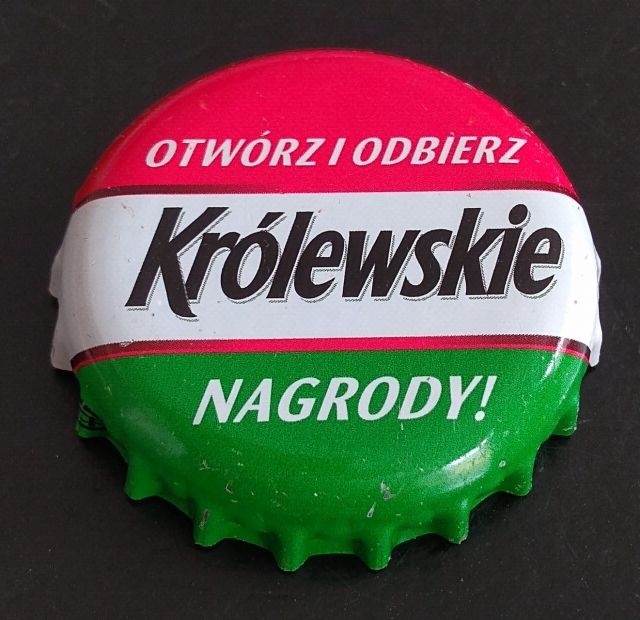 OTWÓRZ I ODBIERZ
Królewskie
NAGRODY!